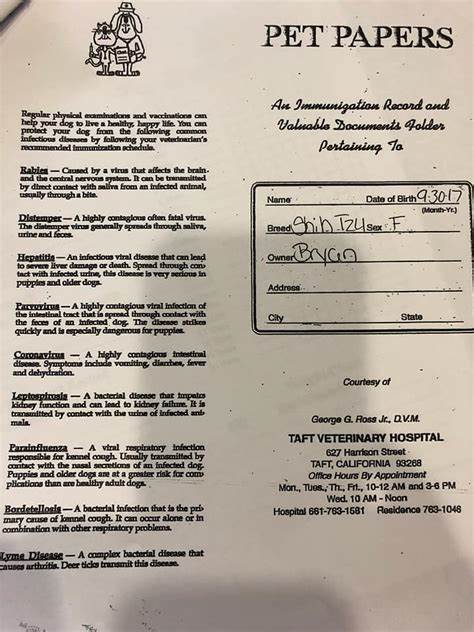 PET PAPERS
An Immunization Record and
Valuable Documents Folder
Pertaining To
Name
Date of Birth 9-30-17
(Month-Yr.)
Breed Shih Tzu Sex F
Owner Bryan
Address
City State
Courtesy of
George G. Ross Jr., D.V.M.
TAFT VETERINARY HOSPITAL
627 Harrison Street
TAFT, CALIFORNIA 93268
Office Hours By Appointment
Mon., Tues., Th., Fri., 10-12 AM and 3-6 PM
Wed. 10 AM - Noon
Hospital 661-763-1581 Residence 763-1046
Regular physical examinations and vaccinations can
help your dog to live a healthy, happy life. You can
protect your dog from the following common
infectious diseases by following your veterinarian's
recommended immunization schedule.
Rabies — Caused by a virus that affects the brain
and the central nervous system. It can be transmitted
by direct contact with saliva from an infected animal,
usually through a bite.
Distemper — A highly contagious often fatal virus.
The distemper virus generally spreads through saliva,
urine and feces.
Hepatitis — An infectious viral disease that can lead
to severe liver damage or death. Spread through con-
tact with infected urine, this disease is very serious in
puppies and older dogs.
Parvovirus — A highly contagious viral infection of
the intestinal tract that is spread through contact with
the feces of an infected dog. The disease strikes
quickly and is especially dangerous for puppies.
Coronavirus — A highly contagious intestinal
disease. Symptoms include vomiting, diarrhea, fever
and dehydration.
Leptospirosis — A bacterial disease that impairs
kidney function and can lead to kidney failure. It is
transmitted by contact with the urine of infected ani-
mals.
Parainfluenza — A viral respiratory infection
responsible for kennel cough. Usually transmitted by
contact with the nasal secretions of an infected dog.
Puppies and older dogs are at a greater risk for com-
plications than are healthy adult dogs.
Bordetellosis — A bacterial infection that is the pri-
mary cause of kennel cough. It can occur alone or in
combination with other respiratory problems.
Lyme Disease — A complex bacterial disease that
causes arthritis. Deer ticks transmit this disease.